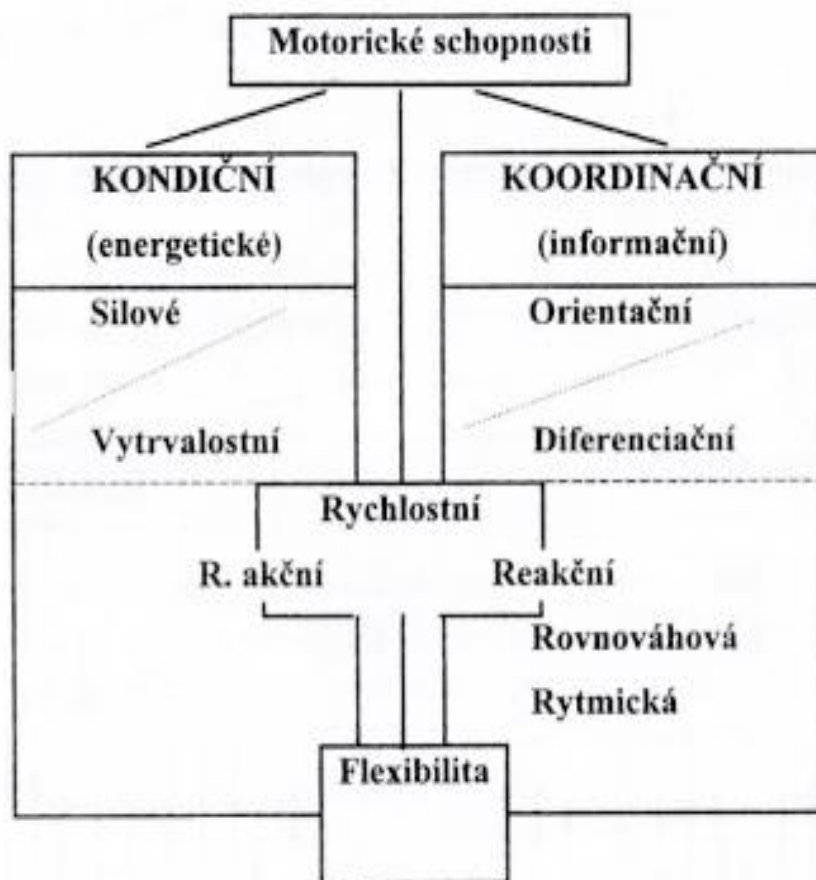 Motorické schopnosti
KONDIČNÍ
(energetické)
KOORDINAČNÍ
(informační)
Silové
Vytrvalostní
Orientační
Diferenciační
Rychlostní
R. akční
Reakční
Rovnováhová
Rytmická
Flexibilita